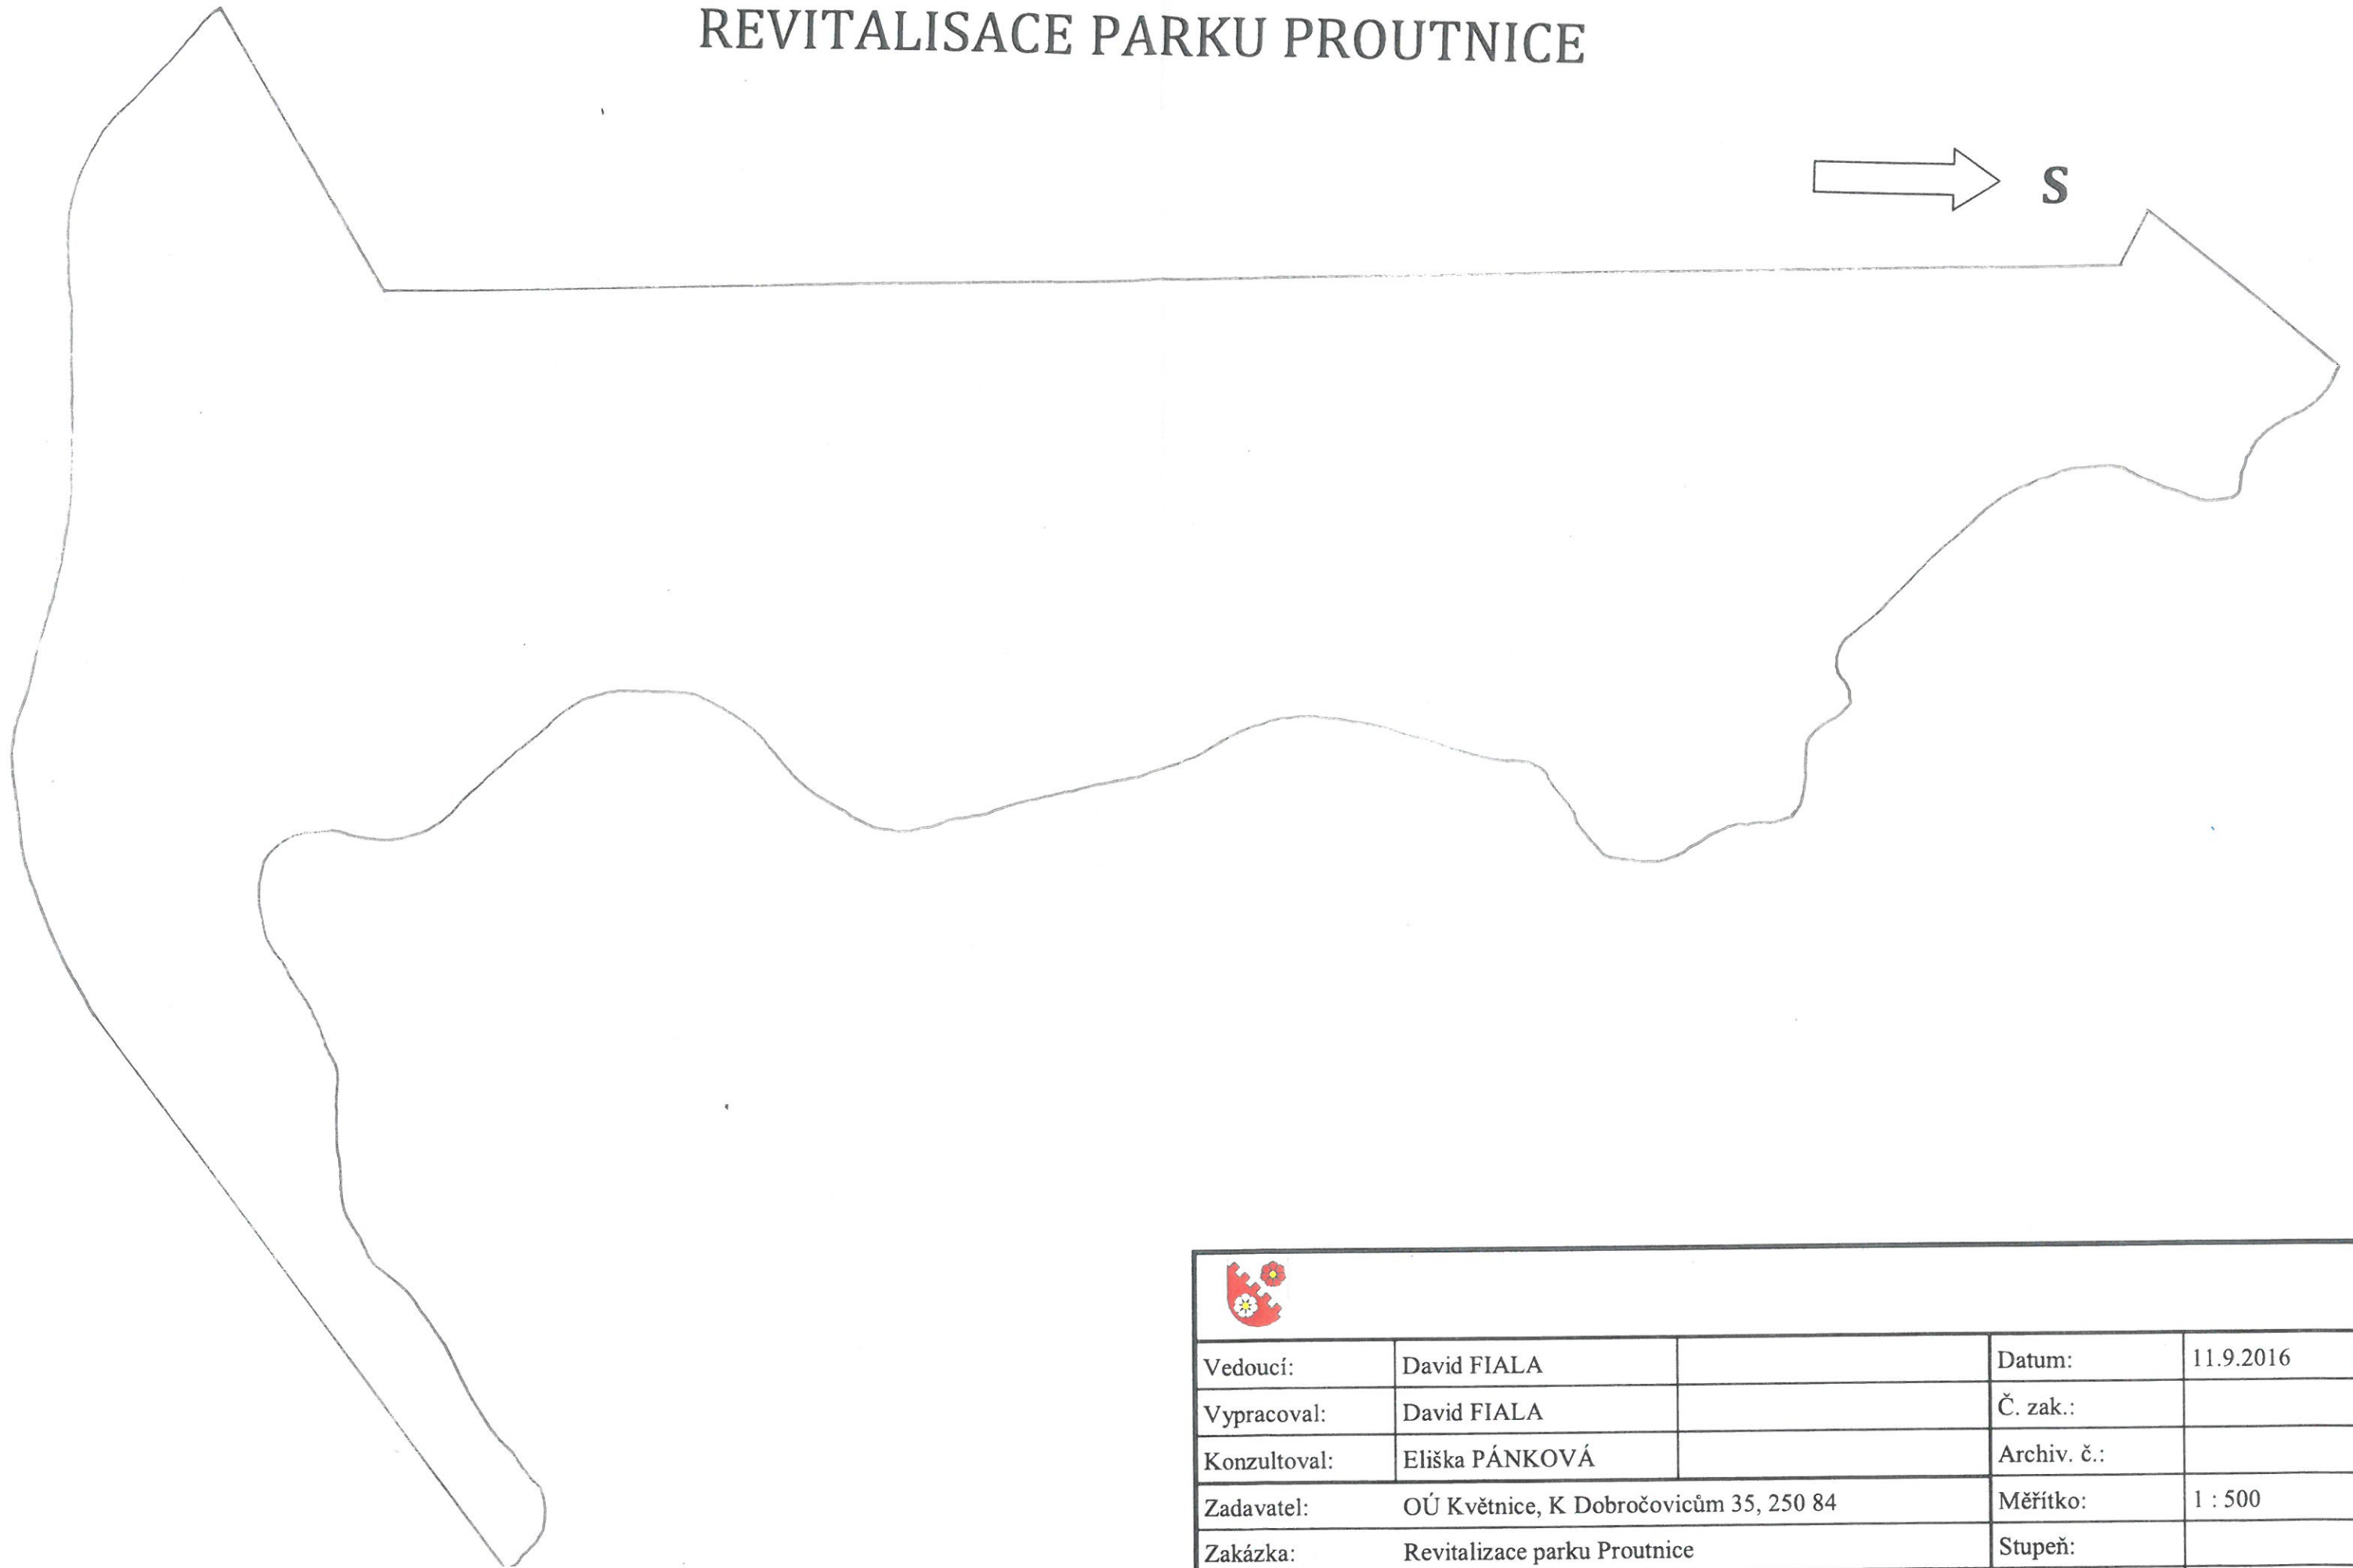 REVITALISACE PARKU PROUTNICE
S
Vedoucí: David FIALA Datum: 11.9.2016
Vypracoval: David FIALA Č. zak.:
Konzultoval: Eliška PÁNKOVÁ Archiv. č.:
Zadavatel: OÚ Květnice, K Dobročovicům 35, 250 84 Měřítko: 1 : 500
Zakázka: Revitalizace parku Proutnice Stupeň: